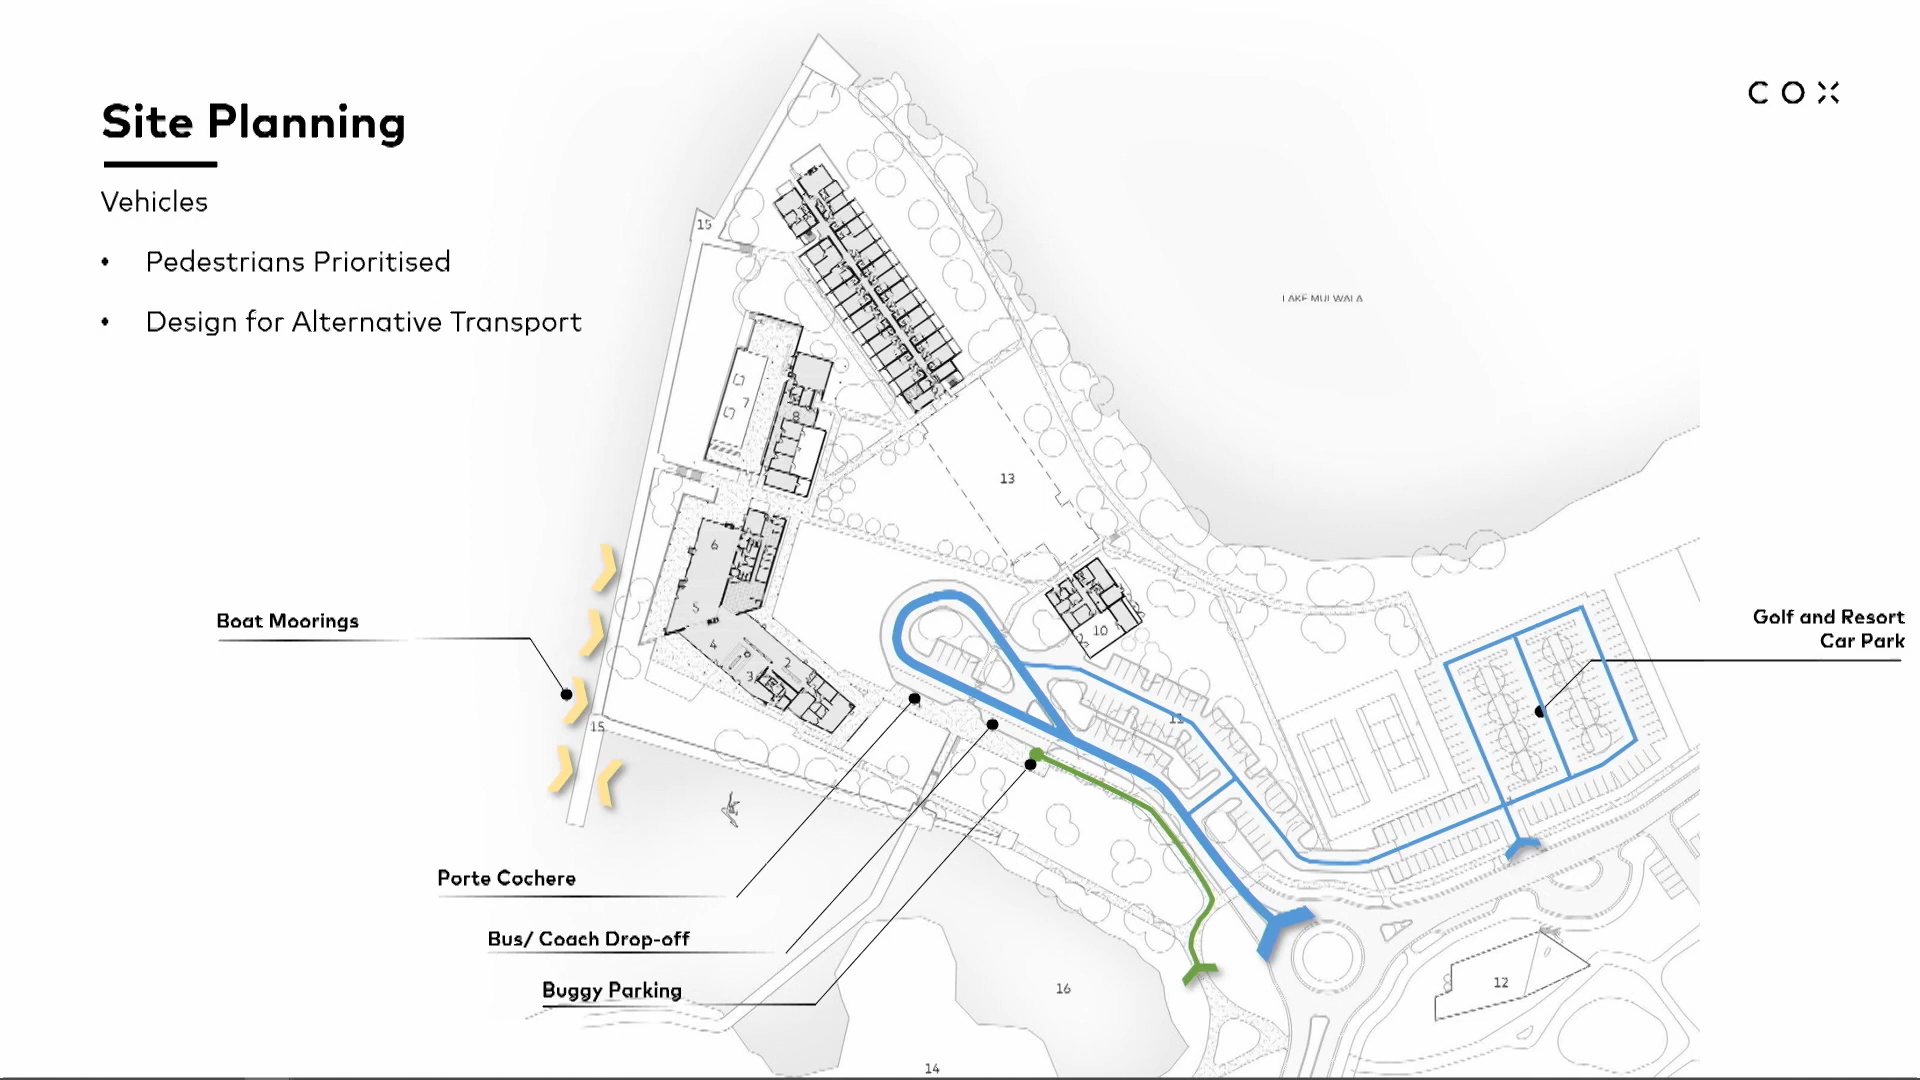 COX
Site Planning
Vehicles
• Pedestrians Prioritised
• Design for Alternative Transport
15
LAKE MULWALA
7
8
13
6
5
4
2
3
10
11
Boat Moorings
15
Golf and Resort
Car Park
Porte Cochere
Bus/ Coach Drop-off
Buggy Parking
12
16
14